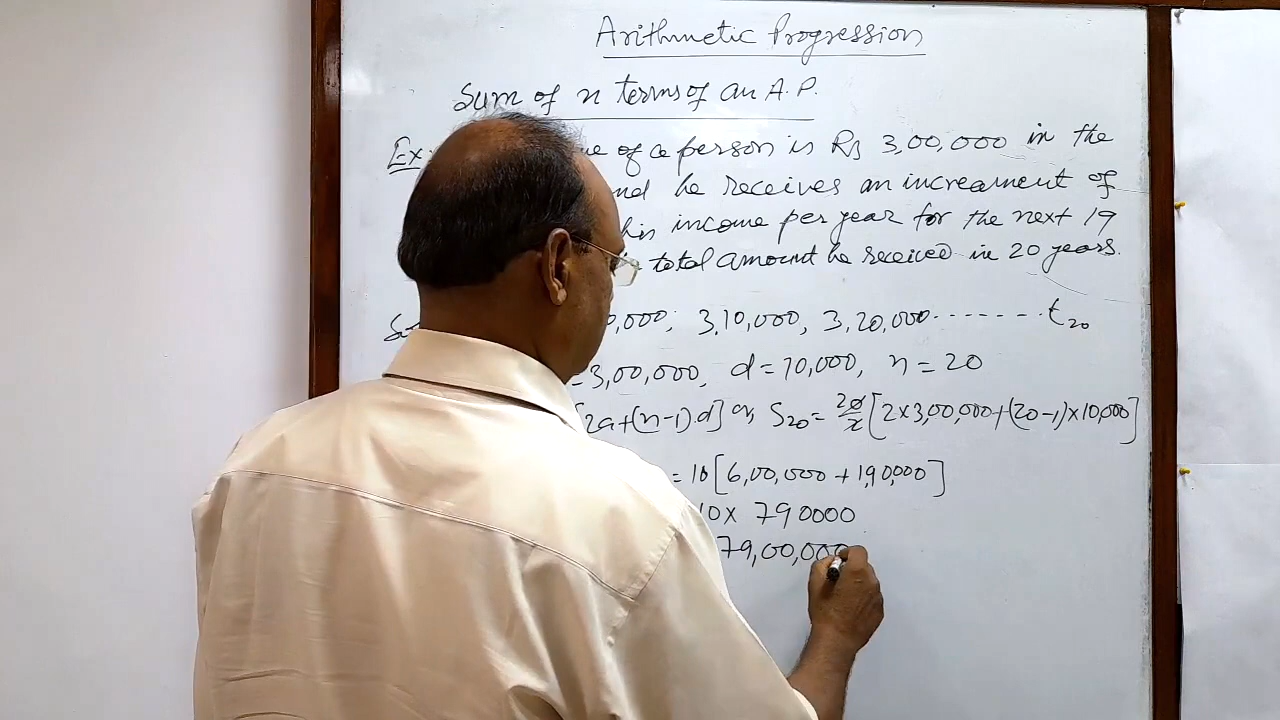 Arithmetic Progression
Sum of n terms of an A.P.
Ex: of a person is Rs 3,00,000 in the
he receives an increament of
his income per year for the next 19
total amount he received in 20 years.
0,000; 3,10,000, 3,20,000 ....... t₂₀
=3,00,000, d=10,000, n=20
[2a+(n-1).d] or, S₂₀= 20/2[2×3,00,000+(20-1)×10,000]
= 10[6,00,000+1,90,000]
10× 790000
79,00,000